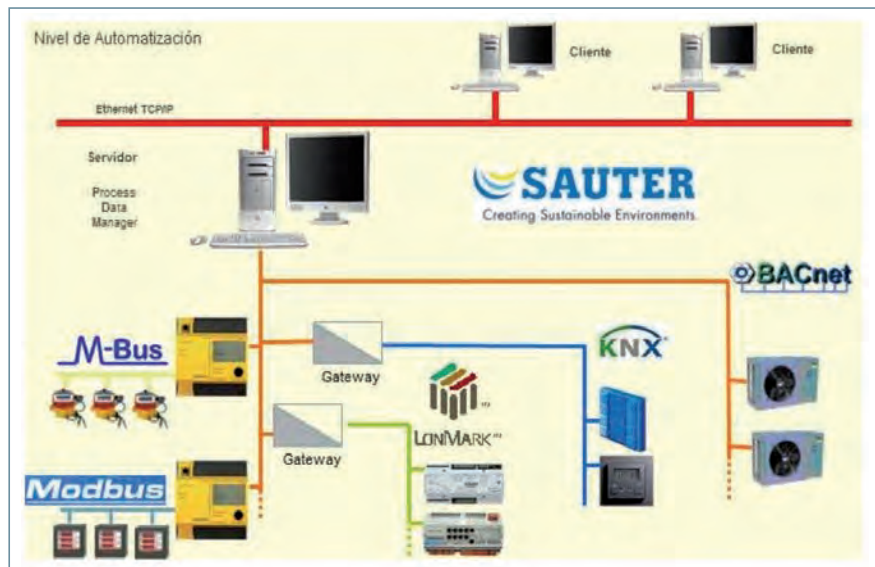 Nivel de Automatización
Cliente
Cliente
Ethernet TCP/IP
Servidor
Process
Data
Manager
SAUTER
Creating Sustainable Environments.
BACnet
M-Bus
Gateway
KNX
LONMARK
Gateway
Modbus